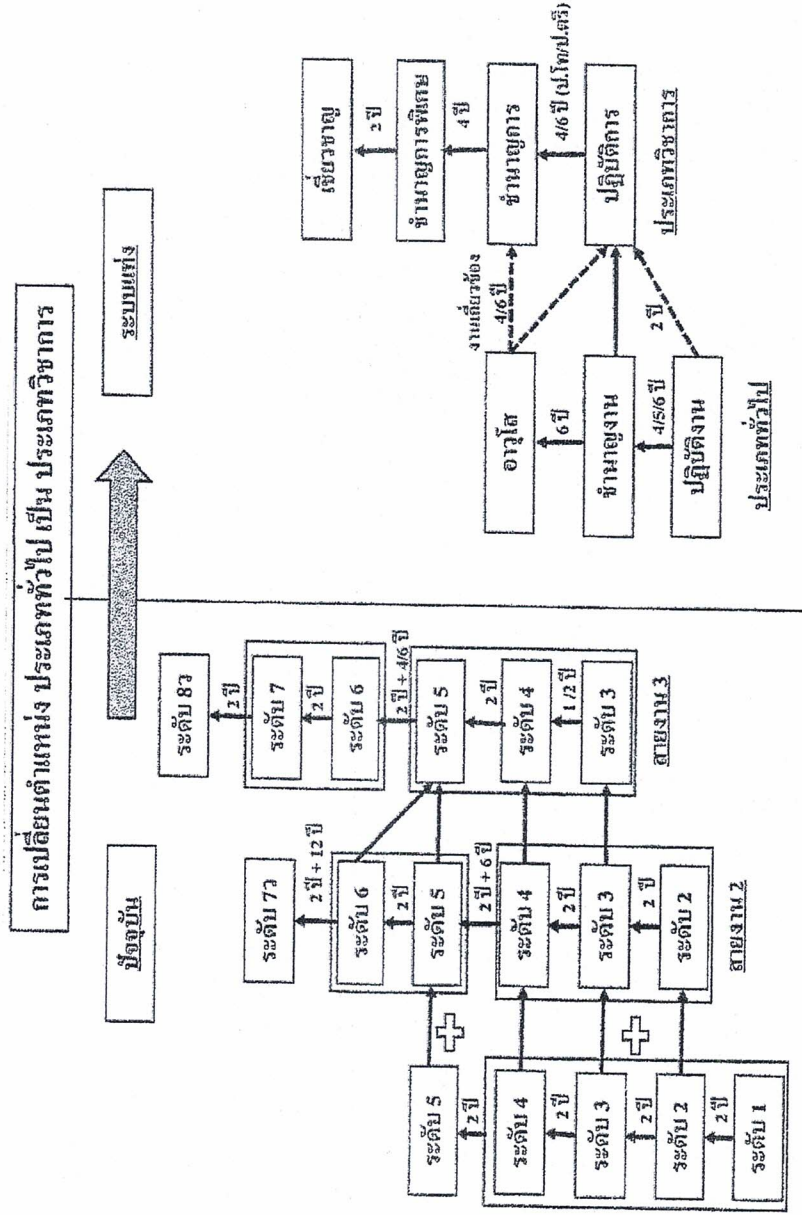 การเปลี่ยนตำแหน่ง ประเภททั่วไป เป็น ประเภทวิชาการ
ปัจจุบัน
ระบบแท่ง
ระดับ 5
2 ปี
ระดับ 4
2 ปี
ระดับ 3
2 ปี
ระดับ 2
2 ปี
ระดับ 1
ระดับ 7ว
2 ปี + 12 ปี
ระดับ 6
2 ปี
ระดับ 5
2 ปี + 6 ปี
ระดับ 4
2 ปี
ระดับ 3
2 ปี
ระดับ 2
สายงาน 2
ระดับ 8ว
2 ปี
ระดับ 7
2 ปี
ระดับ 6
2 ปี + 4/6 ปี
ระดับ 5
2 ปี
ระดับ 4
1/2 ปี
ระดับ 3
สายงาน 3
อาวุโส
6 ปี
ชำนาญงาน
4/5/6 ปี
ปฏิบัติงาน
ประเภททั่วไป
งานเกี่ยวข้อง
4/6 ปี
2 ปี
เชี่ยวชาญ
2 ปี
ชำนาญการพิเศษ
4 ปี
ชำนาญการ
4/6 ปี (ป.โท/ป.ตรี)
ปฏิบัติการ
ประเภทวิชาการ